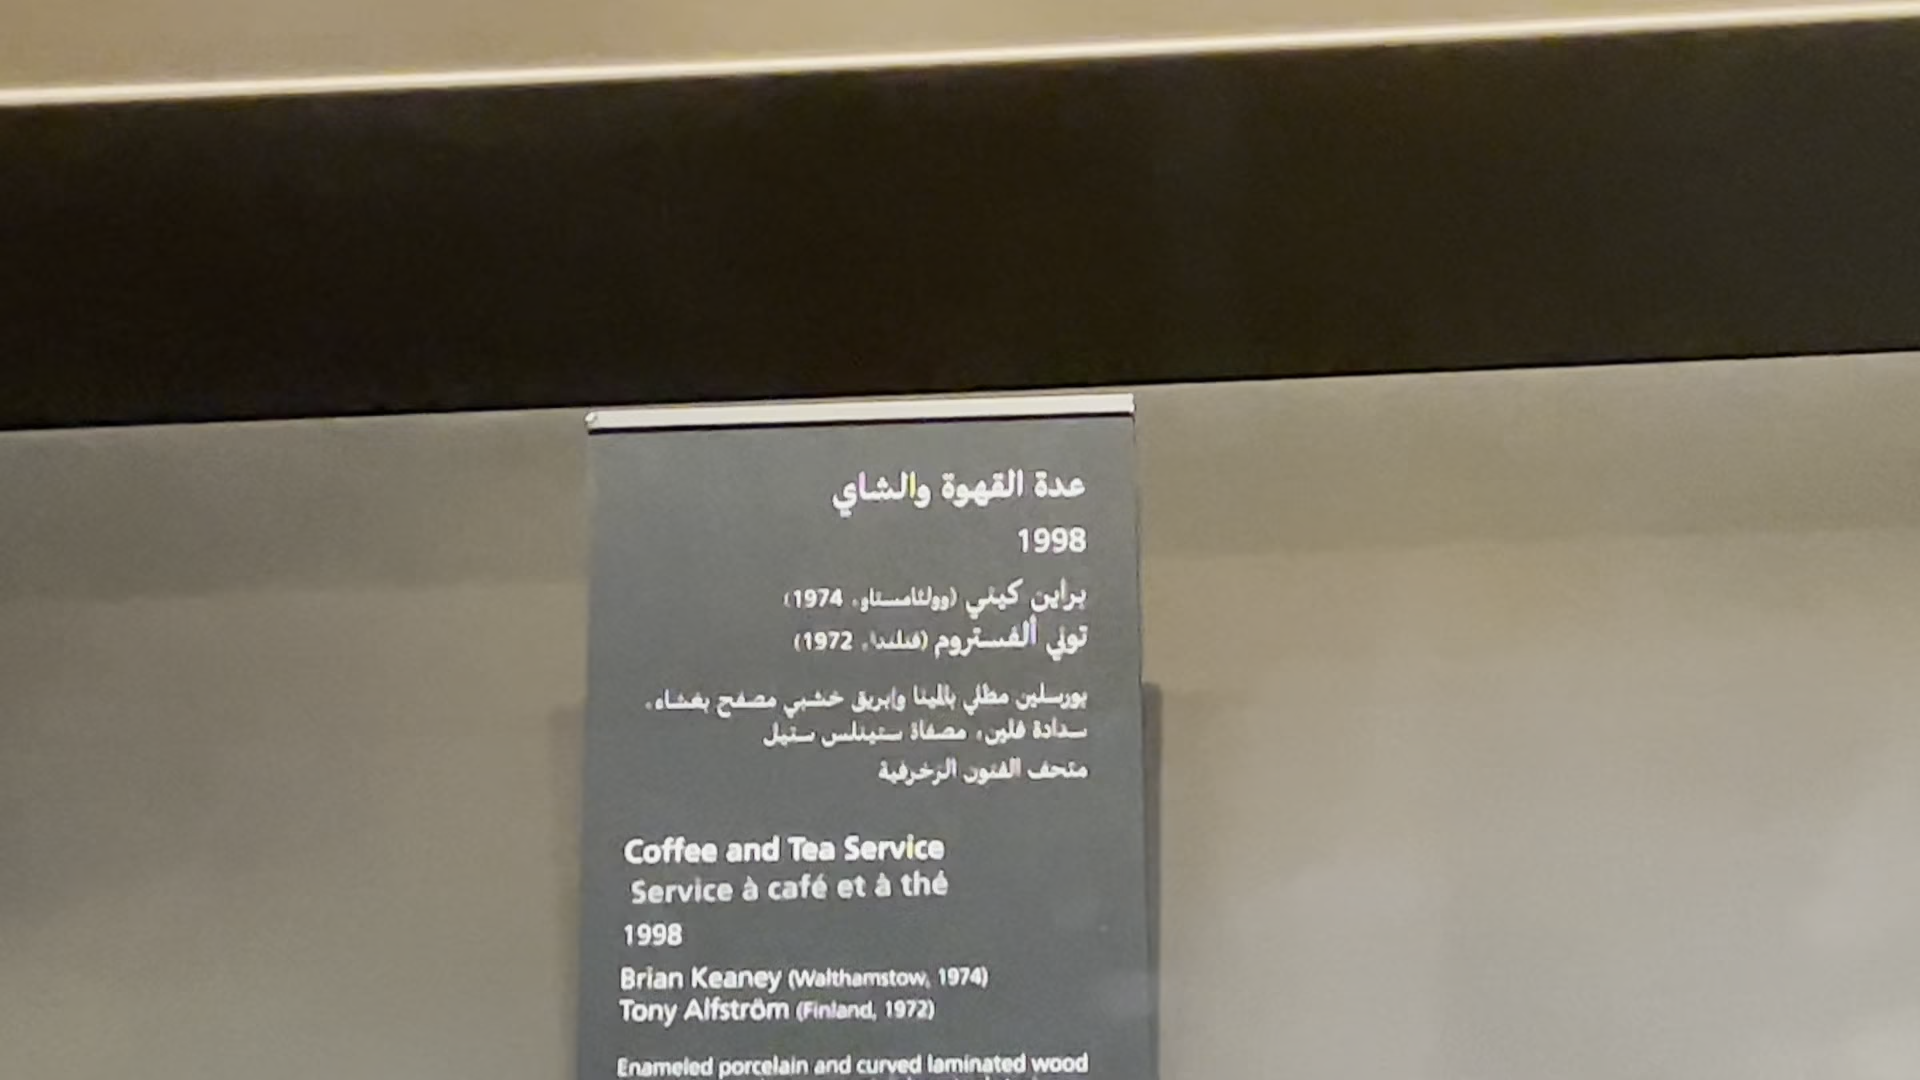 عدة القهوة والشاي
1998
براين كيني (وولثامستاو، 1974)
توني ألفستروم (فنلندا، 1972)
بورسلين مطلي بالمينا وإبريق خشبي مصفح بغشاء،
سدادة فلين، مصفاة ستينلس ستيل
متحف الفنون الزخرفية
Coffee and Tea Service
Service à café et à thé
1998
Brian Keaney (Walthamstow, 1974)
Tony Alfström (Finland, 1972)
Enameled porcelain and curved laminated wood